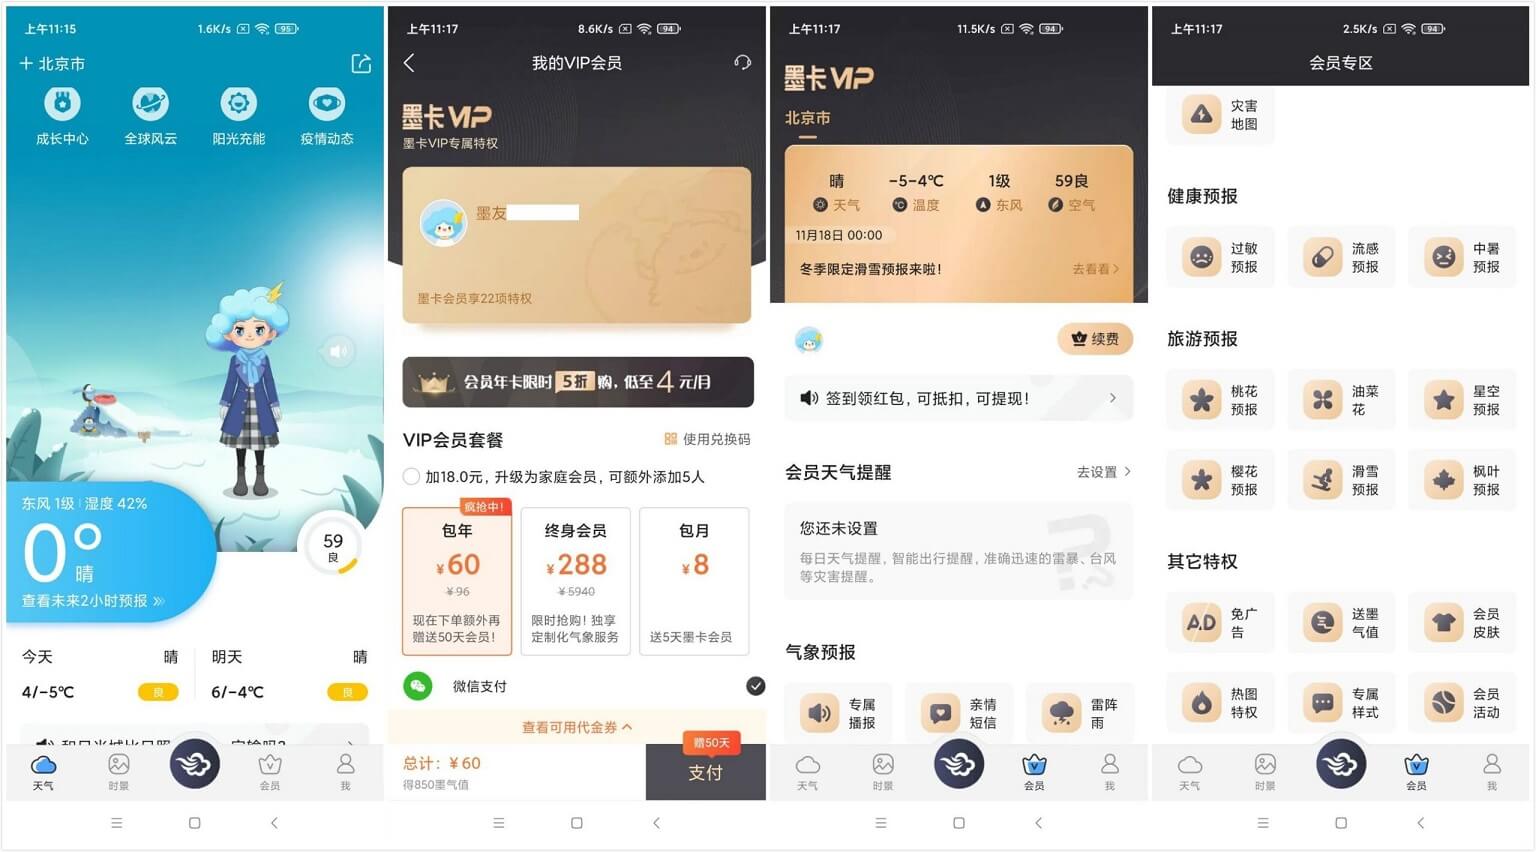 上午11:15
1.6K/s
95
北京市
成长中心
全球风云
阳光充能
疫情动态
东风 1级
湿度 42%
0°
晴
查看未来2小时预报
59
良
今天
晴
4/-5℃
良
明天
晴
6/-4℃
良
天气
时景
会员
我
上午11:17
8.6K/s
94
我的VIP会员
墨卡VIP
墨卡VIP专属特权
墨友
墨卡会员享22项特权
会员年卡限时5折购，低至4元/月
VIP会员套餐
使用兑换码
加18.0元，升级为家庭会员，可额外添加5人
疯抢中!
包年
¥60
¥96
现在下单额外再
赠送50天会员!
终身会员
¥288
¥5940
限时抢购! 独享
定制化气象服务
包月
¥8
送5天墨卡会员
微信支付
查看可用代金券
总计: ¥60
得850墨气值
赠50天
支付
上午11:17
11.5K/s
94
墨卡VIP
北京市
晴
天气
-5-4℃
温度
1级
东风
59良
空气
11月18日 00:00
冬季限定滑雪预报来啦!
去看看
续费
签到领红包，可抵扣，可提现!
会员天气提醒
去设置
您还未设置
每日天气提醒，智能出行提醒，准确迅速的雷暴、台风
等灾害提醒。
气象预报
专属
播报
亲情
短信
雷阵
雨
天气
时景
会员
我
上午11:17
2.5K/s
94
会员专区
灾害
地图
健康预报
过敏
预报
流感
预报
中暑
预报
旅游预报
桃花
预报
油菜
花
星空
预报
樱花
预报
滑雪
预报
枫叶
预报
其它特权
AD
免广
告
送墨
气值
会员
皮肤
热图
特权
专属
样式
会员
活动
天气
时景
会员
我